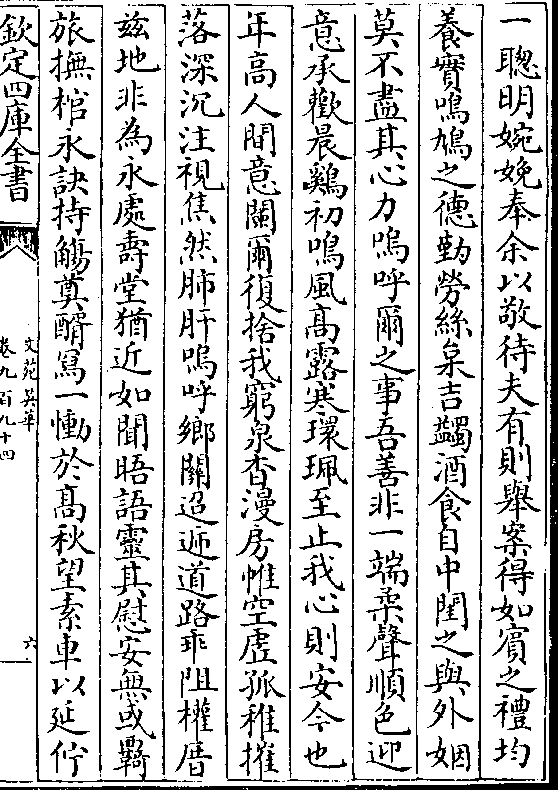 一聰明婉娩奉余以敬待夫有則舉案得如賓之禮均
養實鳴鳩之德勤勞絲枲吉蠲酒食自中閨之與外姻
莫不盡其心力嗚呼爾之事吾善非一端柔聲順色迎
意承歡晨鷄初鳴風高露寒環珮至止我心則安今也
年高人間意闌爾復捨我窮泉杳漫房帷空虛孤稚摧
落深沉注視焦然肺肝嗚呼鄉關迢遞道路乖阻權厝
兹地非為永處壽堂猶近如聞晤語靈其慰安無或羇
旅撫棺永訣持觴奠酹寫一慟於髙秋望素車以延佇
欽定四庫全書
文苑英華
卷九百九十四
六